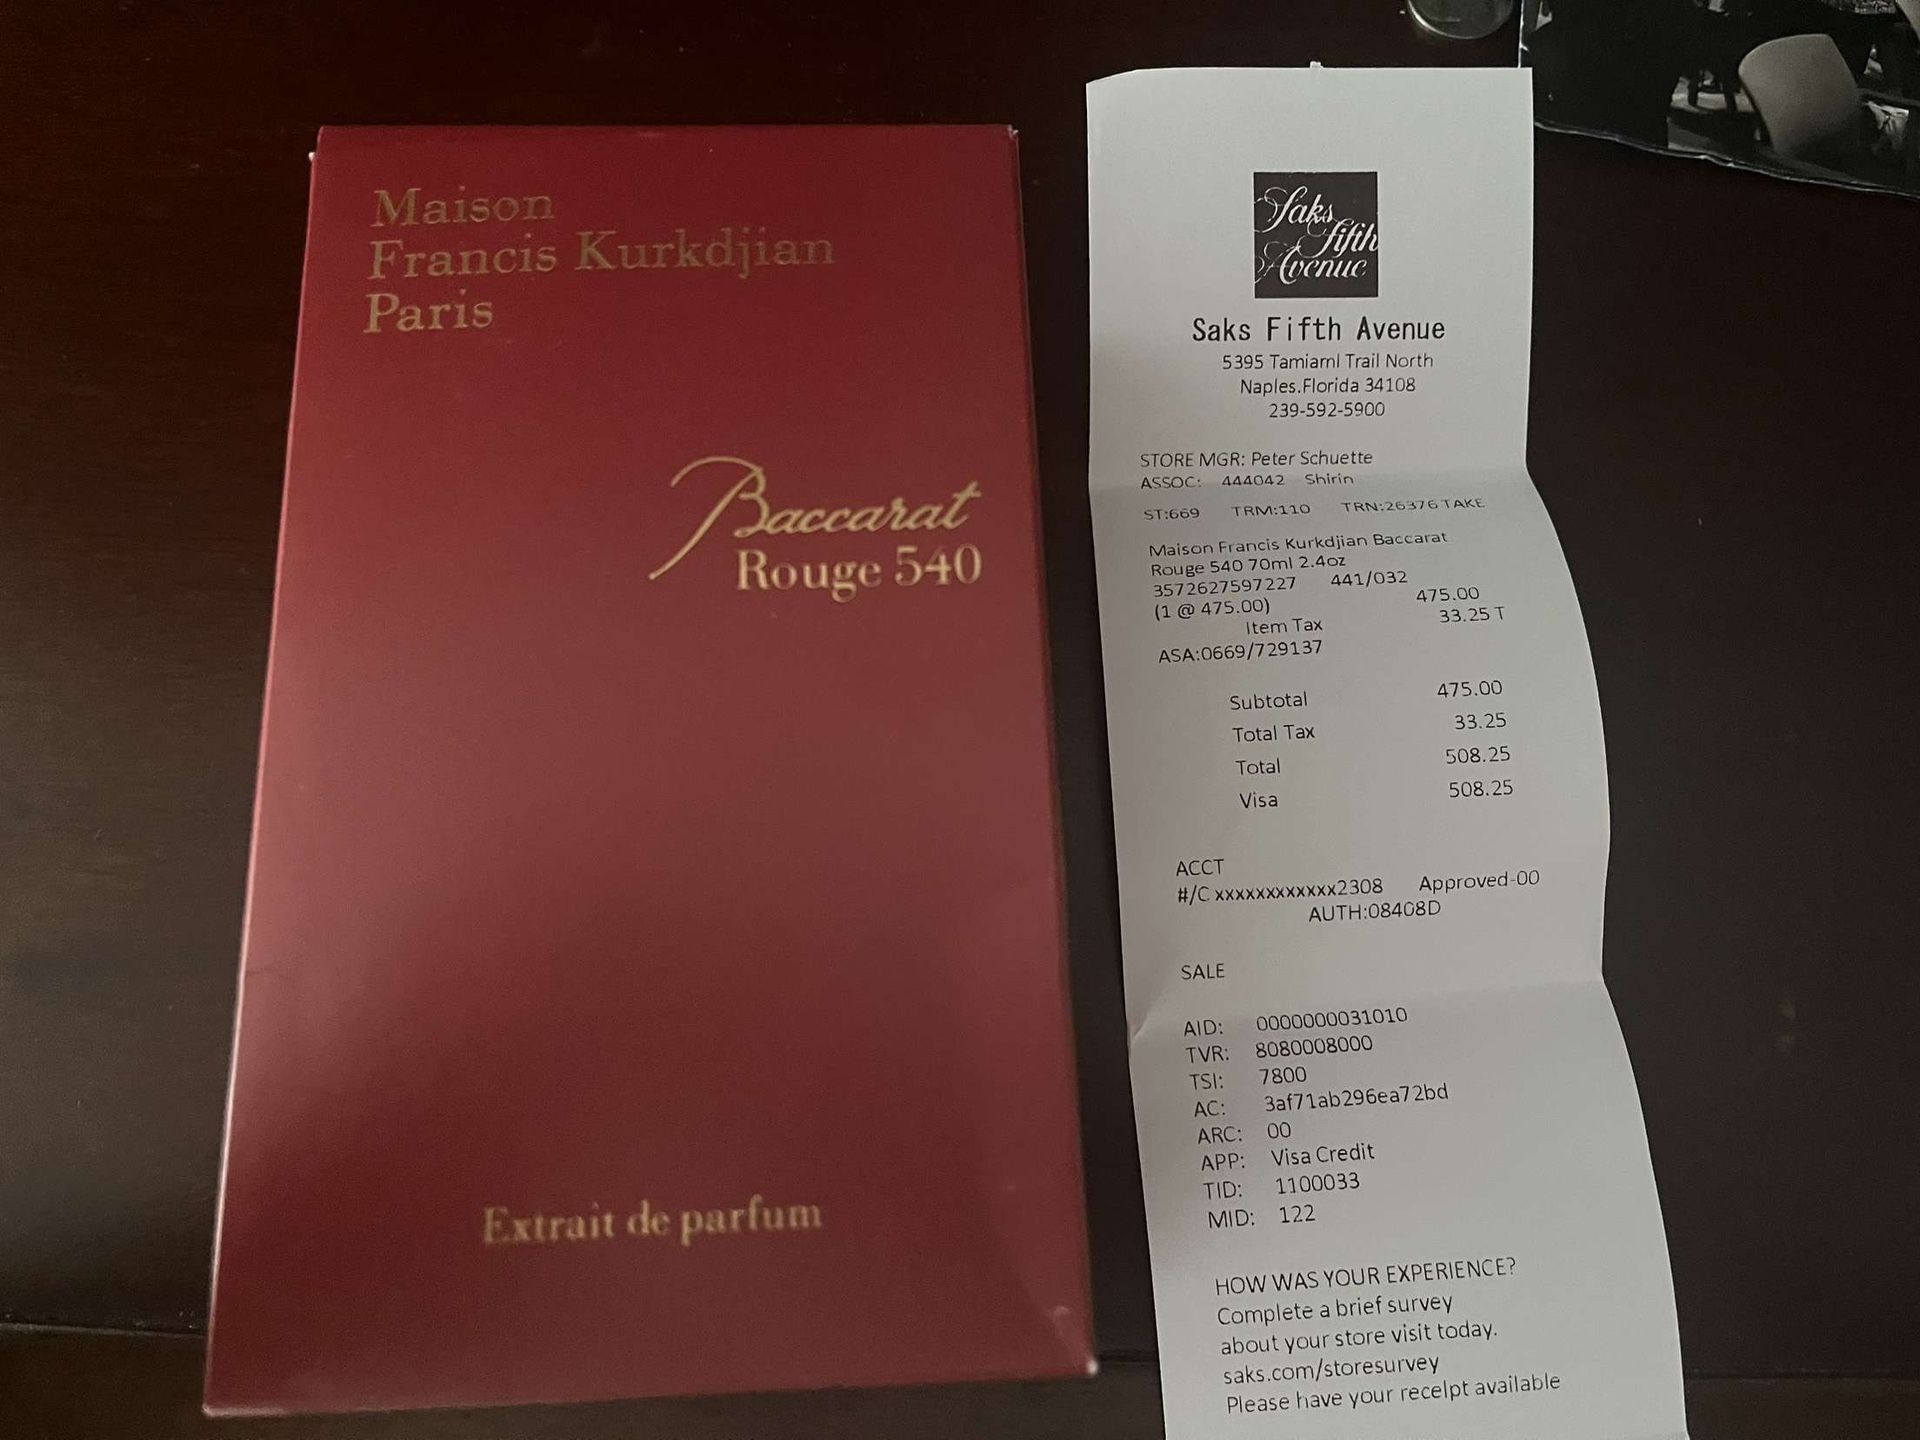 Maison
Francis Kurkdjian
Paris
Baccarat
Rouge 540
Extrait de parfum
Saks
fifth
Avenue
Saks Fifth Avenue
5395 Tamiaml Trail North
Naples.Florida 34108
239-592-5900
STORE MGR: Peter Schuette
ASSOC: 444042 Shirin
ST:669 TRM:110 TRN:26376 TAKE
Maison Francis Kurkdjian Baccarat
Rouge 540 70ml 2.4oz
3572627597227 441/032
(1 @ 475.00) 475.00
Item Tax 33.25 T
ASA:0669/729137
Subtotal 475.00
Total Tax 33.25
Total 508.25
Visa 508.25
ACCT
#/C xxxxxxxxxxxx2308 Approved-00
AUTH:08408D
SALE
AID: 0000000031010
TVR: 8080008000
TSI: 7800
AC: 3af71ab296ea72bd
ARC: 00
APP: Visa Credit
TID: 1100033
MID: 122
HOW WAS YOUR EXPERIENCE?
Complete a brief survey
about your store visit today.
saks.com/storesurvey
Please have your recelpt available